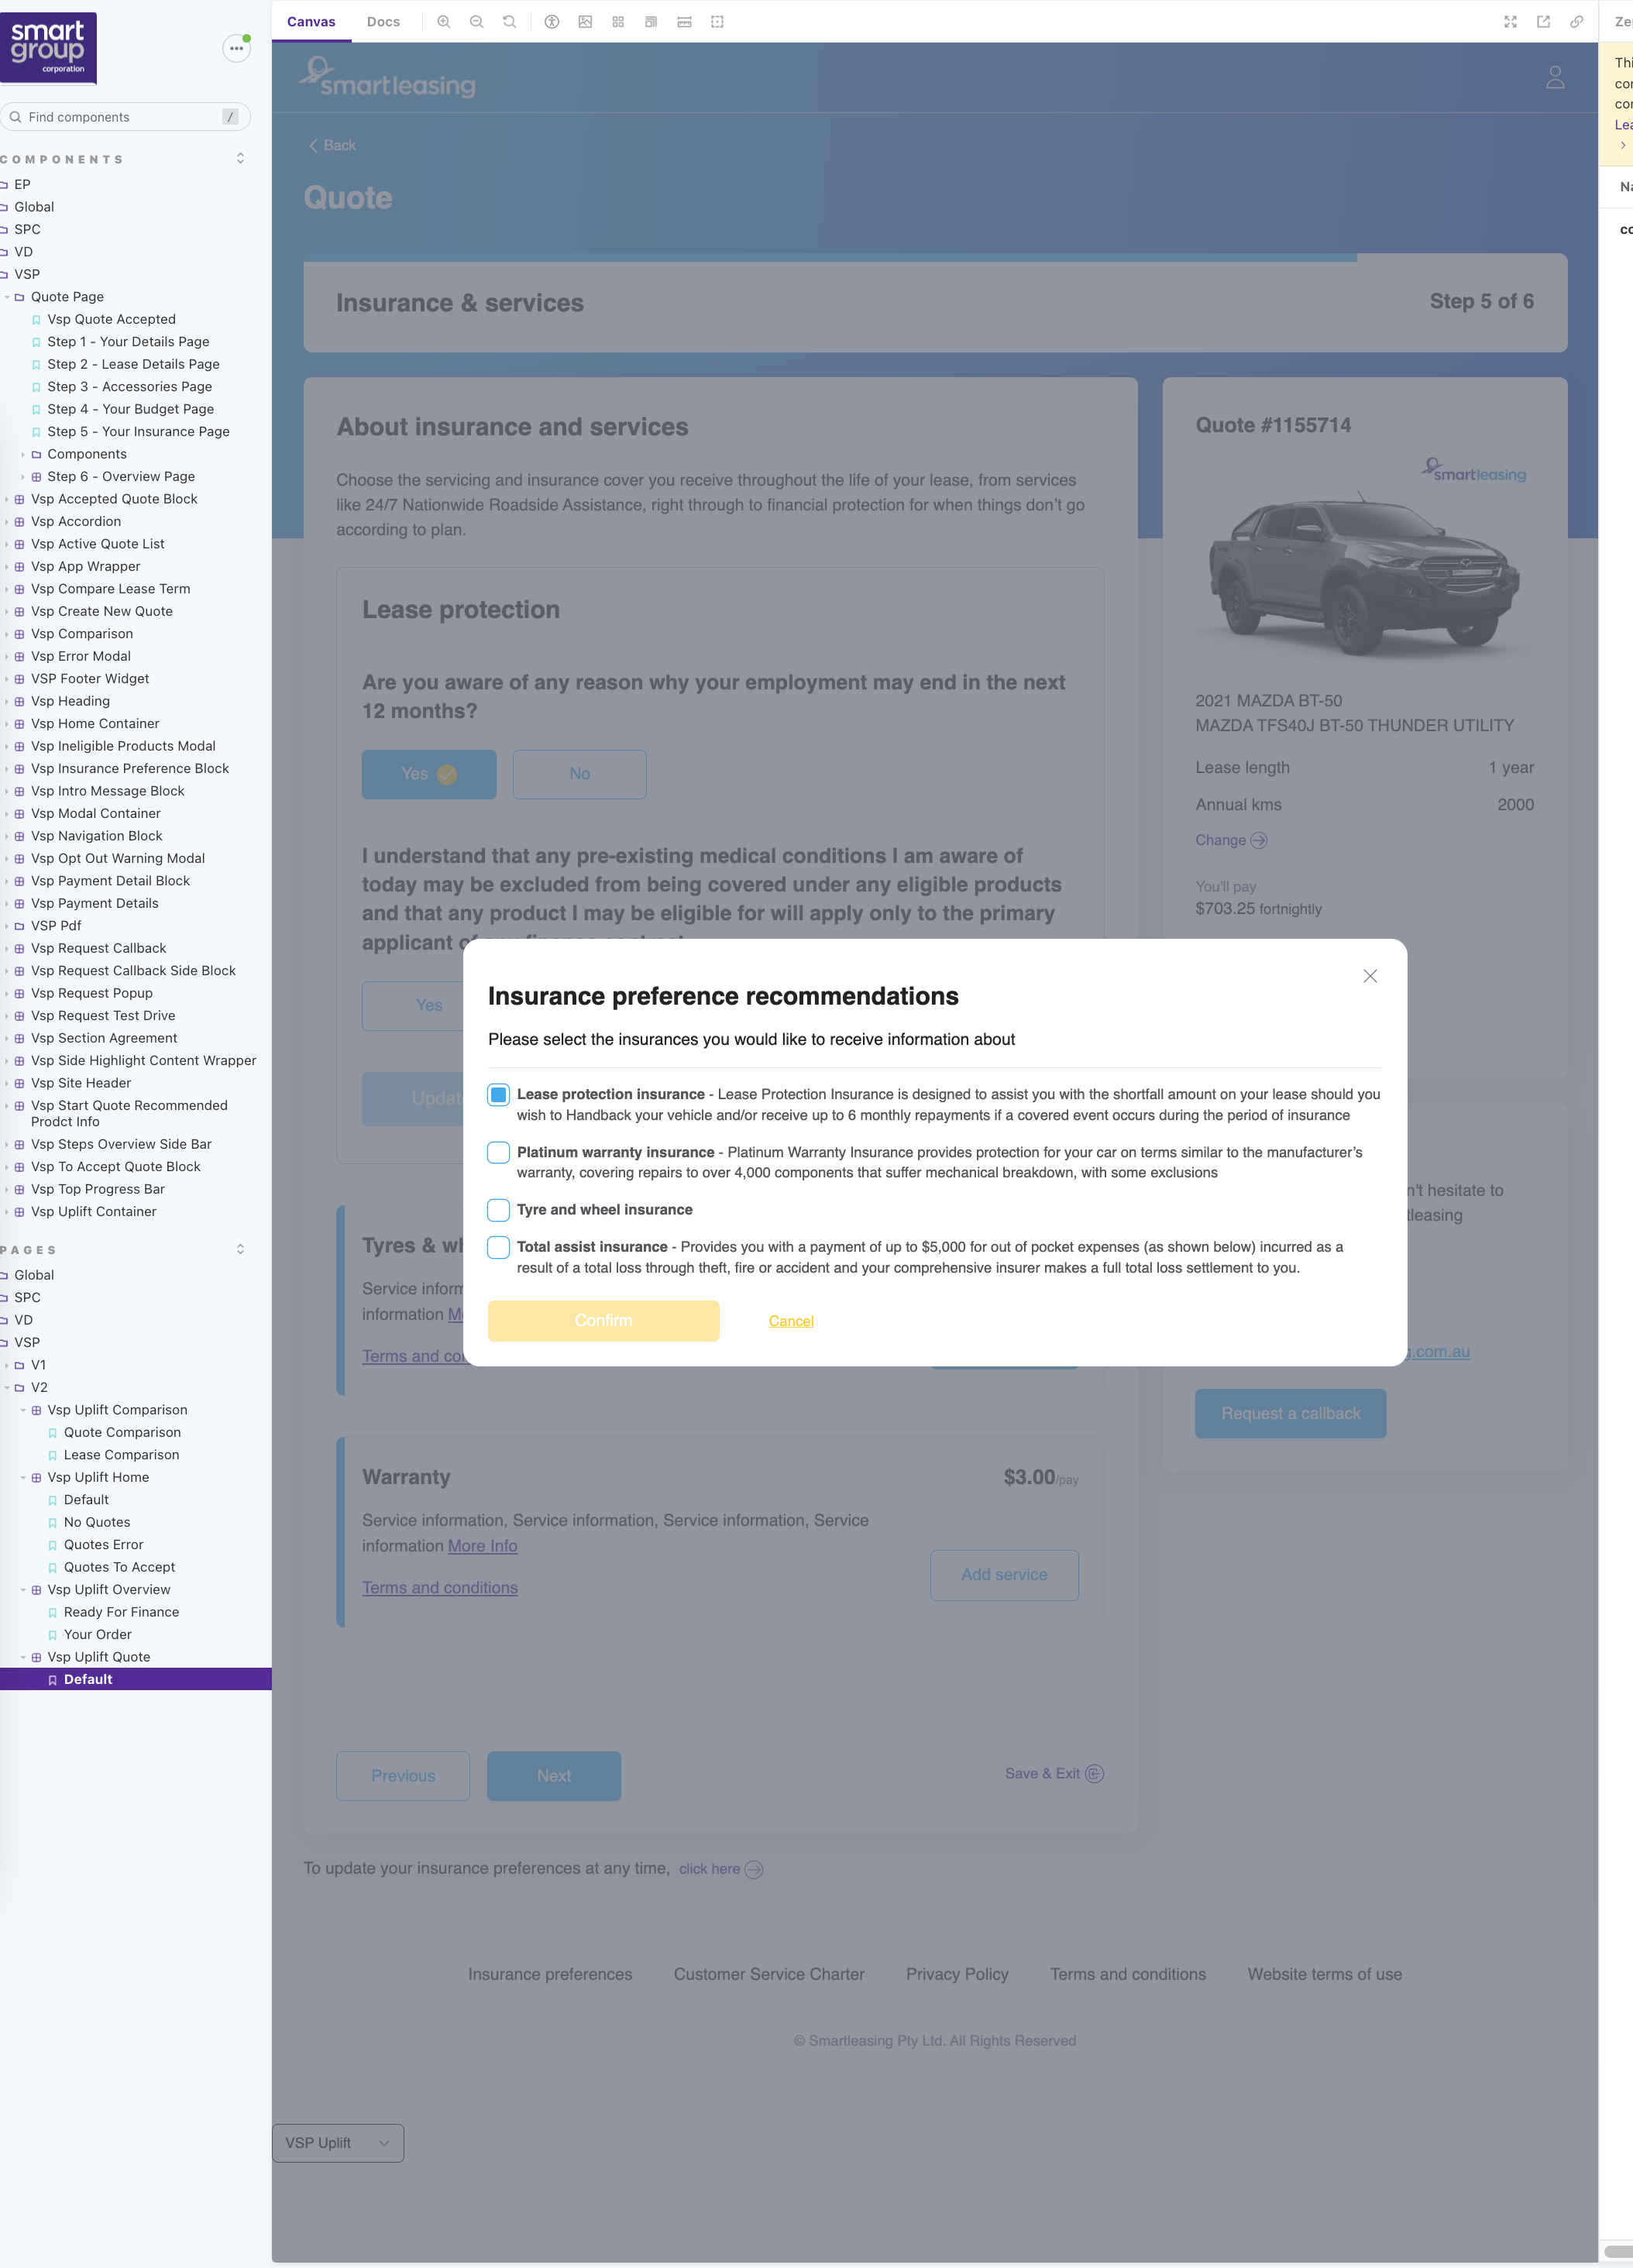 smart
group
corporation
Find components
/
COMPONENTS
EP
Global
SPC
VD
VSP
Quote Page
Vsp Quote Accepted
Step 1 - Your Details Page
Step 2 - Lease Details Page
Step 3 - Accessories Page
Step 4 - Your Budget Page
Step 5 - Your Insurance Page
Components
Step 6 - Overview Page
Vsp Accepted Quote Block
Vsp Accordion
Vsp Active Quote List
Vsp App Wrapper
Vsp Compare Lease Term
Vsp Create New Quote
Vsp Comparison
Vsp Error Modal
VSP Footer Widget
Vsp Heading
Vsp Home Container
Vsp Ineligible Products Modal
Vsp Insurance Preference Block
Vsp Intro Message Block
Vsp Modal Container
Vsp Navigation Block
Vsp Opt Out Warning Modal
Vsp Payment Detail Block
Vsp Payment Details
VSP Pdf
Vsp Request Callback
Vsp Request Callback Side Block
Vsp Request Popup
Vsp Request Test Drive
Vsp Section Agreement
Vsp Side Highlight Content Wrapper
Vsp Site Header
Vsp Start Quote Recommended
Prodct Info
Vsp Steps Overview Side Bar
Vsp To Accept Quote Block
Vsp Top Progress Bar
Vsp Uplift Container
PAGES
Global
SPC
VD
VSP
V1
V2
Vsp Uplift Comparison
Quote Comparison
Lease Comparison
Vsp Uplift Home
Default
No Quotes
Quotes Error
Quotes To Accept
Vsp Uplift Overview
Ready For Finance
Your Order
Vsp Uplift Quote
Default
Canvas Docs
smartleasing
Back
Quote
Insurance & services
Step 5 of 6
About insurance and services
Choose the servicing and insurance cover you receive throughout the life of your lease, from services
like 24/7 Nationwide Roadside Assistance, right through to financial protection for when things don’t go
according to plan.
Lease protection
Are you aware of any reason why your employment may end in the next
12 months?
Yes No
I understand that any pre-existing medical conditions I am aware of
today may be excluded from being covered under any eligible products
and that any product I may be eligible for will apply only to the primary
applicant
Yes
Quote #1155714
smartleasing
2021 MAZDA BT-50
MAZDA TFS40J BT-50 THUNDER UTILITY
Lease length 1 year
Annual kms 2000
Change
You'll pay
$703.25 fortnightly
Insurance preference recommendations
Please select the insurances you would like to receive information about
Lease protection insurance - Lease Protection Insurance is designed to assist you with the shortfall amount on your lease should you
wish to Handback your vehicle and/or receive up to 6 monthly repayments if a covered event occurs during the period of insurance
Platinum warranty insurance - Platinum Warranty Insurance provides protection for your car on terms similar to the manufacturer’s
warranty, covering repairs to over 4,000 components that suffer mechanical breakdown, with some exclusions
Tyre and wheel insurance
Total assist insurance - Provides you with a payment of up to $5,000 for out of pocket expenses (as shown below) incurred as a
result of a total loss through theft, fire or accident and your comprehensive insurer makes a full total loss settlement to you.
Confirm Cancel
Tyres &
Service
information
Terms and
n't hesitate to
tleasing
.com.au
Request a callback
Warranty
$3.00/pay
Service information, Service information, Service information, Service
information More Info
Terms and conditions
Add service
Previous Next
Save & Exit
To update your insurance preferences at any time, click here
Insurance preferences Customer Service Charter Privacy Policy Terms and conditions Website terms of use
© Smartleasing Pty Ltd. All Rights Reserved
VSP Uplift